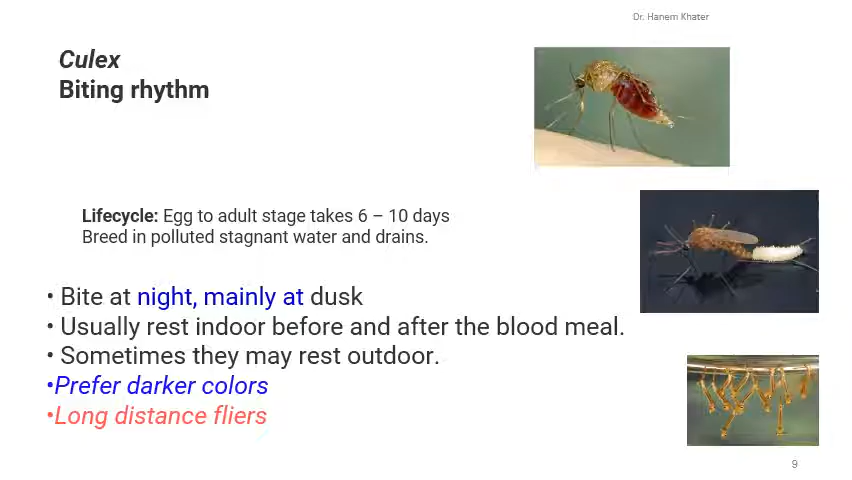 Dr. Hanem Khater
Culex
Biting rhythm
Lifecycle: Egg to adult stage takes 6 – 10 days
Breed in polluted stagnant water and drains.
• Bite at night, mainly at dusk
• Usually rest indoor before and after the blood meal.
• Sometimes they may rest outdoor.
•Prefer darker colors
•Long distance fliers
9